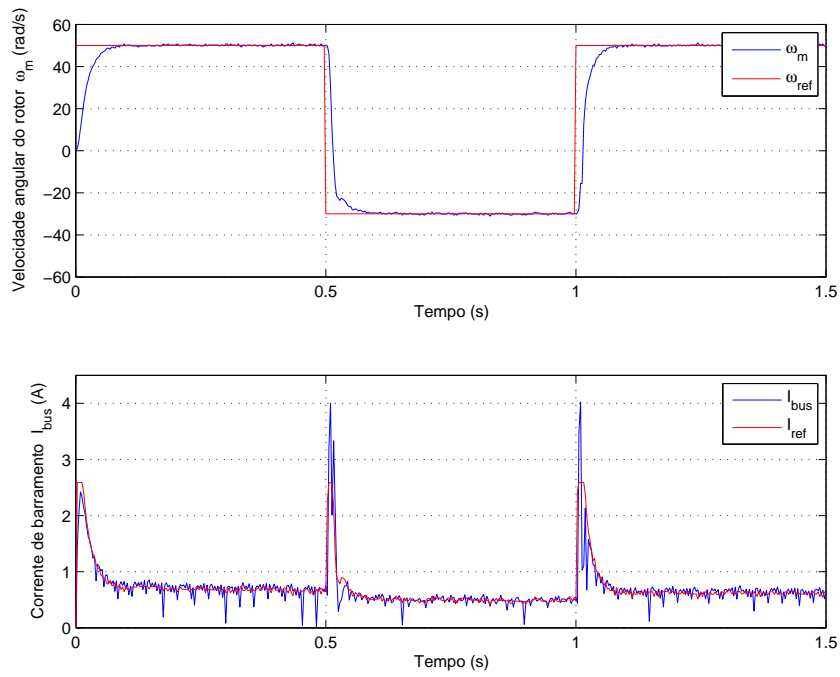 60
40
20
0
−20
−40
−60
Velocidade angular do rotor ω_m (rad/s)
ω_m
ω_ref
0
0.5
1
1.5
Tempo (s)
4
3
2
1
0
Corrente de barramento I_bus (A)
I_bus
I_ref
0
0.5
1
1.5
Tempo (s)